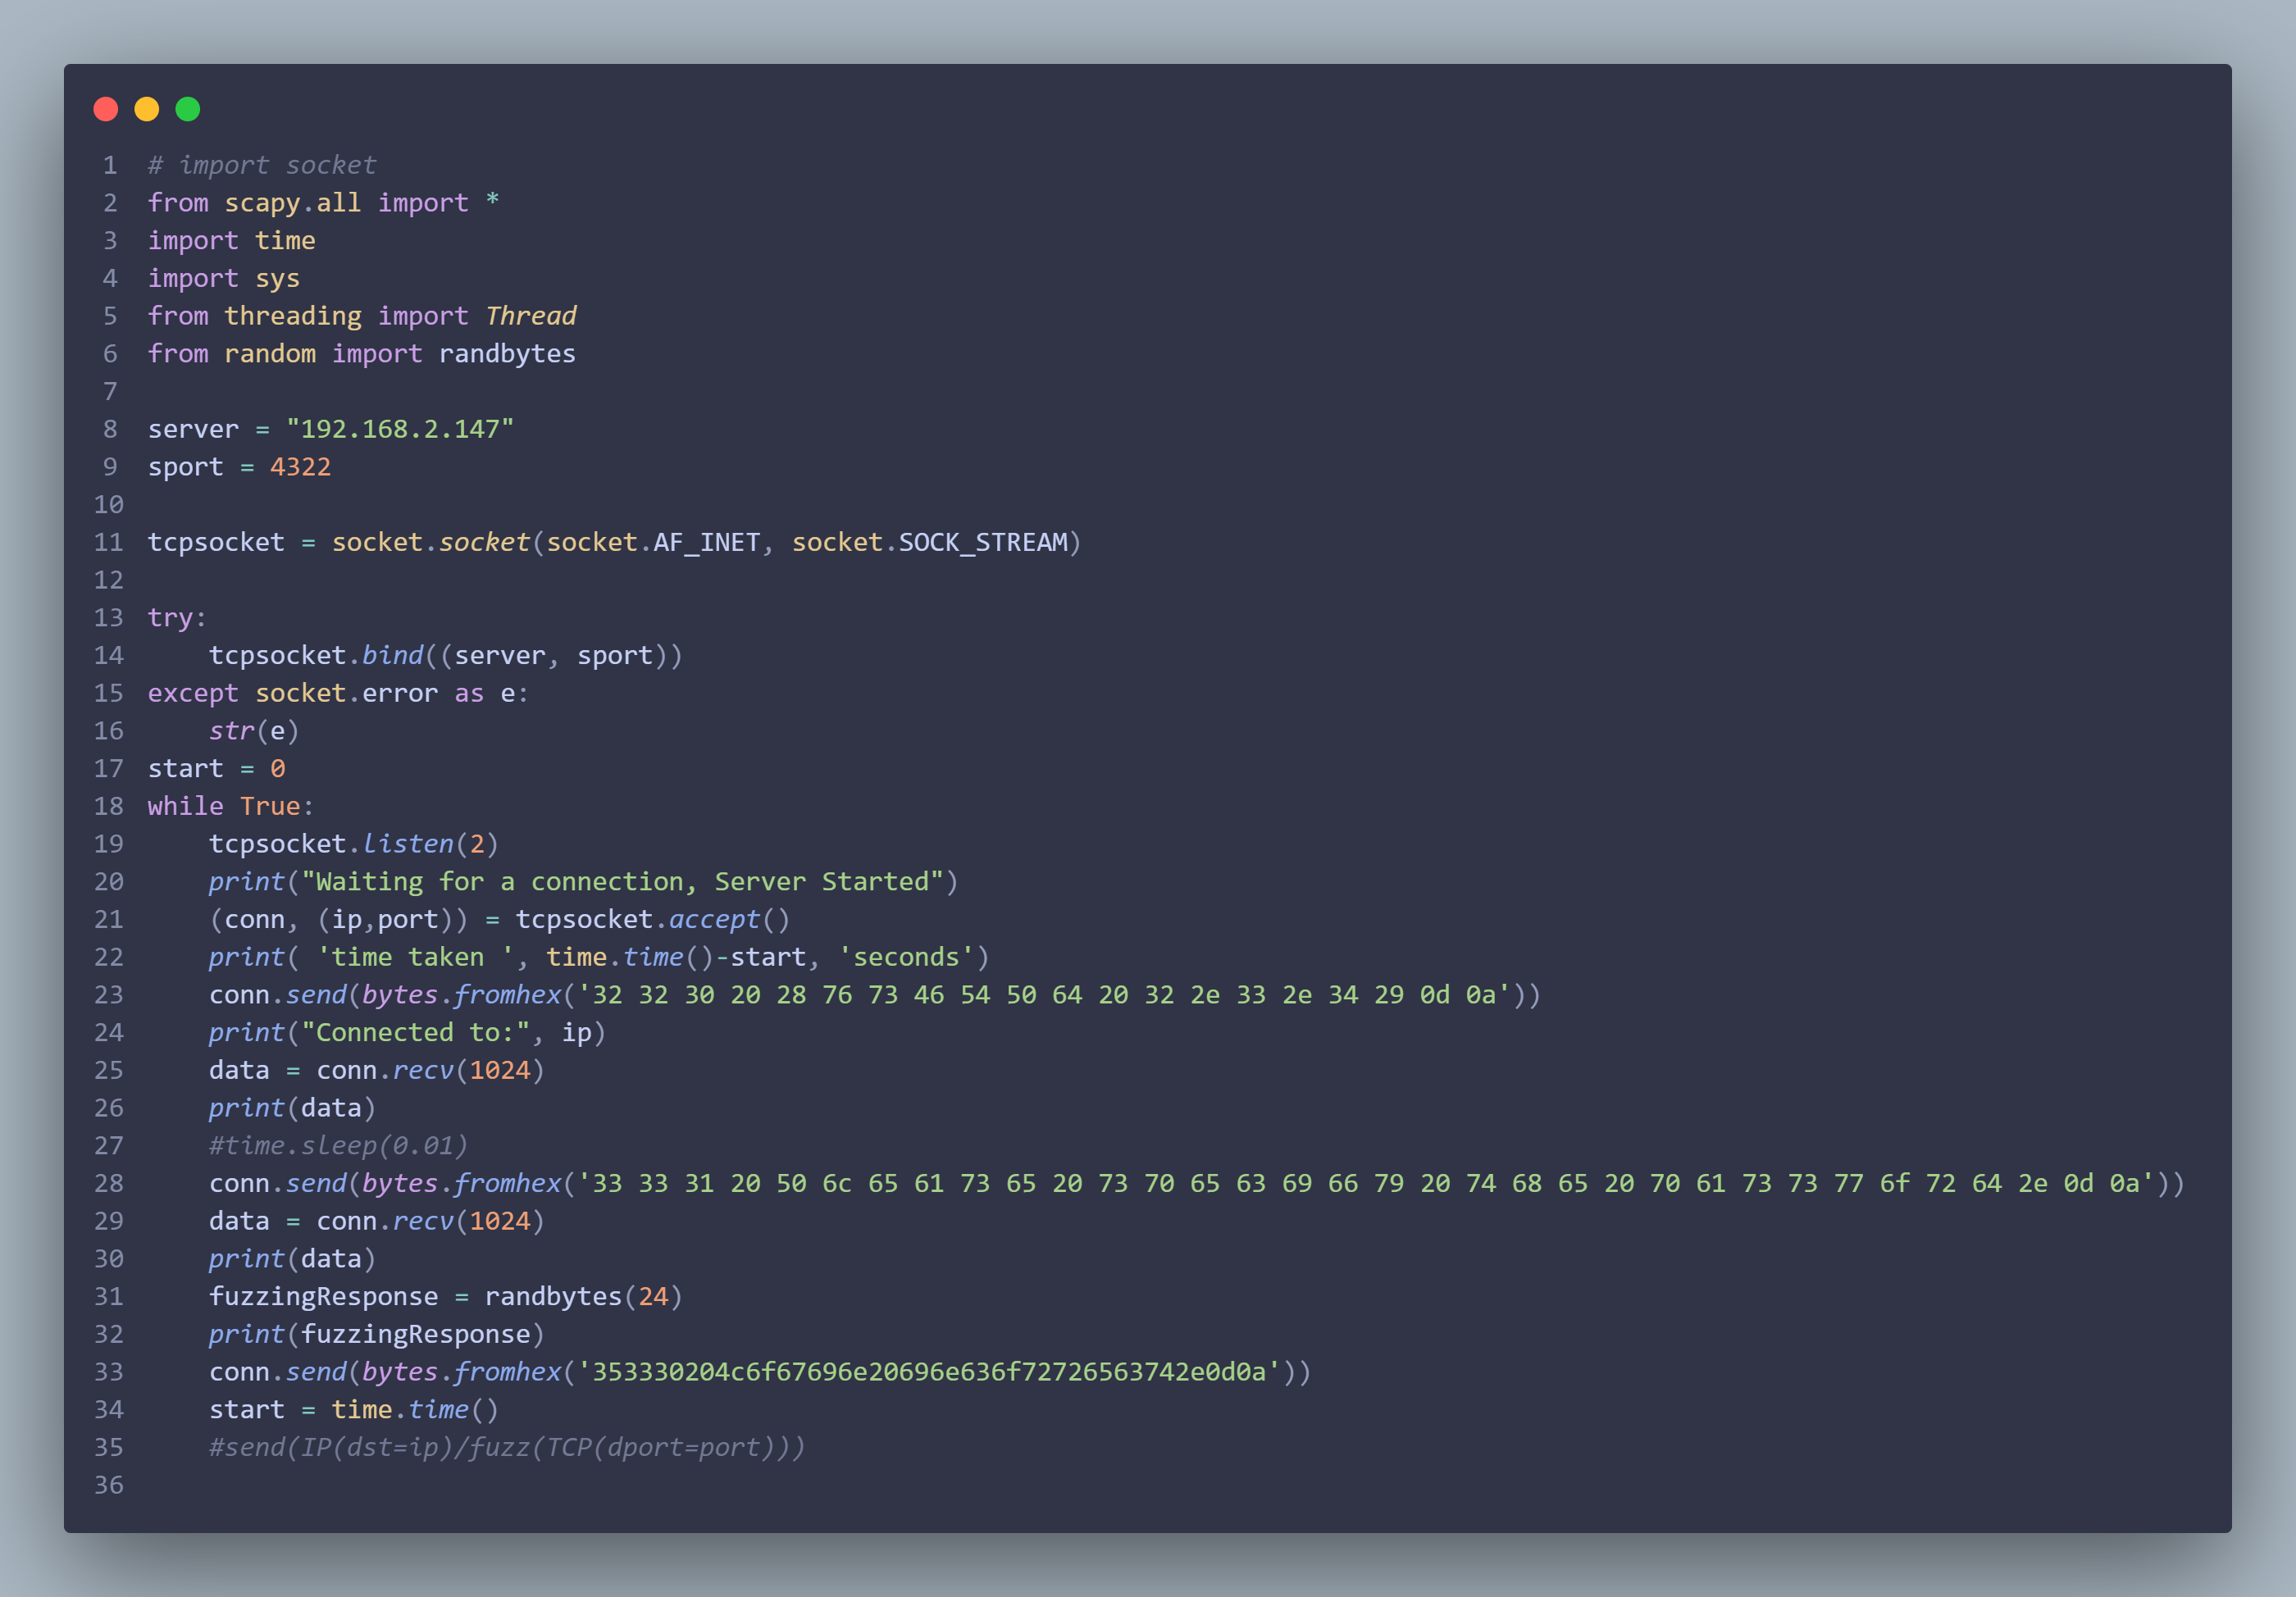 1 # import socket
2 from scapy.all import *
3 import time
4 import sys
5 from threading import Thread
6 from random import randbytes
7
8 server = "192.168.2.147"
9 sport = 4322
10
11 tcpsocket = socket.socket(socket.AF_INET, socket.SOCK_STREAM)
12
13 try:
14     tcpsocket.bind((server, sport))
15 except socket.error as e:
16     str(e)
17 start = 0
18 while True:
19     tcpsocket.listen(2)
20     print("Waiting for a connection, Server Started")
21     (conn, (ip,port)) = tcpsocket.accept()
22     print( 'time taken ', time.time()-start, 'seconds')
23     conn.send(bytes.fromhex('32 32 30 20 28 76 73 46 54 50 64 20 32 2e 33 2e 34 29 0d 0a'))
24     print("Connected to:", ip)
25     data = conn.recv(1024)
26     print(data)
27     #time.sleep(0.01)
28     conn.send(bytes.fromhex('33 33 31 20 50 6c 65 61 73 65 20 73 70 65 63 69 66 79 20 74 68 65 20 70 61 73 73 77 6f 72 64 2e 0d 0a'))
29     data = conn.recv(1024)
30     print(data)
31     fuzzingResponse = randbytes(24)
32     print(fuzzingResponse)
33     conn.send(bytes.fromhex('353330204c6f67696e20696e636f72726563742e0d0a'))
34     start = time.time()
35     #send(IP(dst=ip)/fuzz(TCP(dport=port)))
36